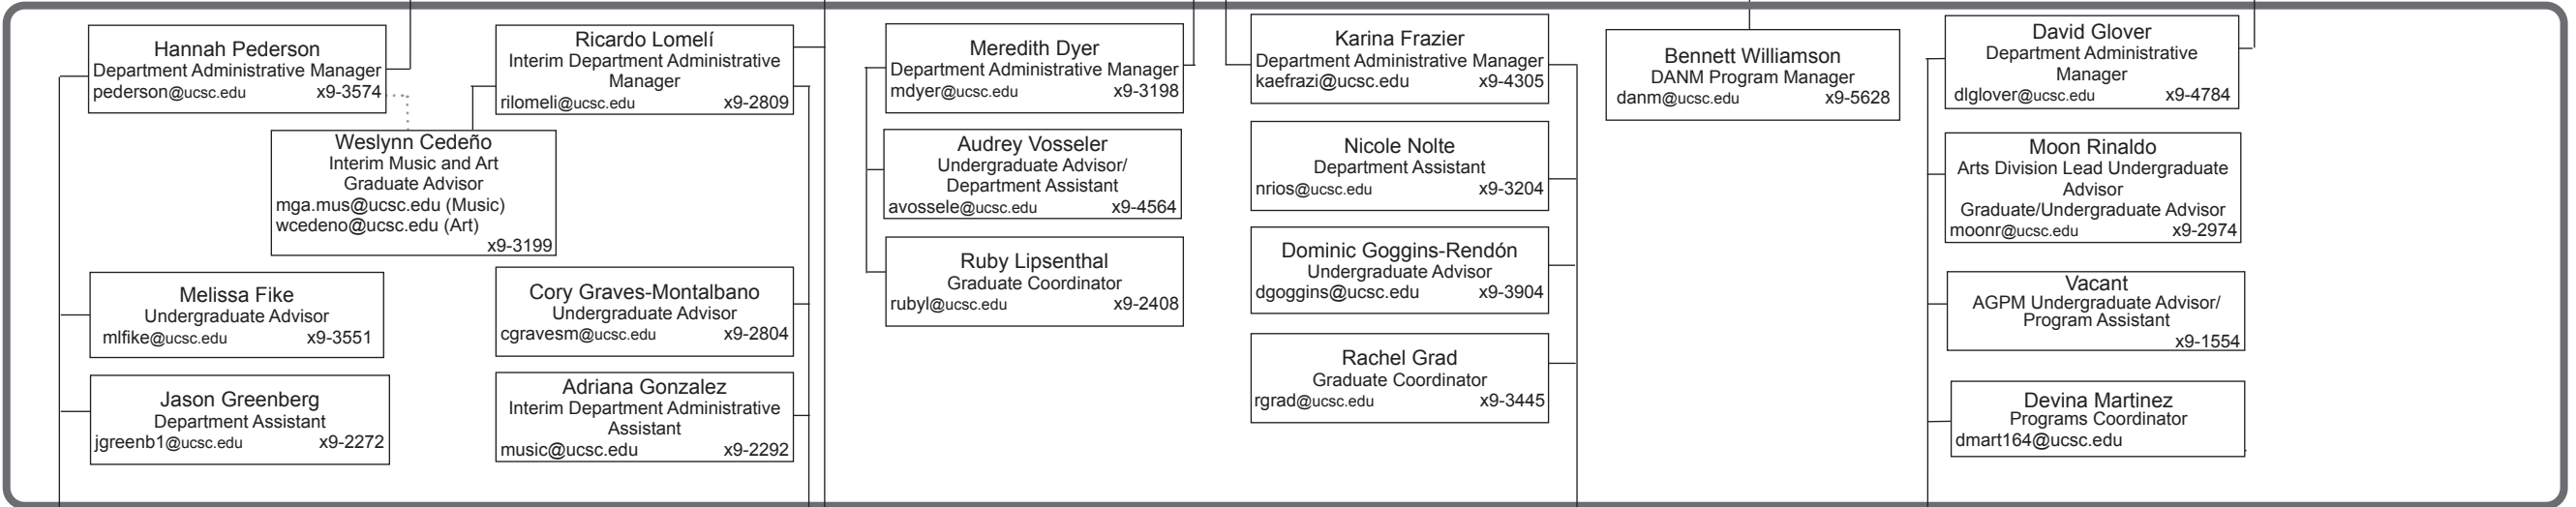 Hannah Pederson
Department Administrative Manager
pederson@ucsc.edu x9-3574
Ricardo Lomelí
Interim Department Administrative
Manager
rilomeli@ucsc.edu x9-2809
Weslynn Cedeño
Interim Music and Art
Graduate Advisor
mga.mus@ucsc.edu (Music)
wcedeno@ucsc.edu (Art)
x9-3199
Melissa Fike
Undergraduate Advisor
mlfike@ucsc.edu x9-3551
Jason Greenberg
Department Assistant
jgreenb1@ucsc.edu x9-2272
Cory Graves-Montalbano
Undergraduate Advisor
cgravesm@ucsc.edu x9-2804
Adriana Gonzalez
Interim Department Administrative
Assistant
music@ucsc.edu x9-2292
Meredith Dyer
Department Administrative Manager
mdyer@ucsc.edu x9-3198
Audrey Vosseler
Undergraduate Advisor/
Department Assistant
avossele@ucsc.edu x9-4564
Ruby Lipsenthal
Graduate Coordinator
rubyl@ucsc.edu x9-2408
Karina Frazier
Department Administrative Manager
kaefrazi@ucsc.edu x9-4305
Nicole Nolte
Department Assistant
nrios@ucsc.edu x9-3204
Dominic Goggins-Rendón
Undergraduate Advisor
dgoggins@ucsc.edu x9-3904
Rachel Grad
Graduate Coordinator
rgrad@ucsc.edu x9-3445
Bennett Williamson
DANM Program Manager
danm@ucsc.edu x9-5628
David Glover
Department Administrative
Manager
dlglover@ucsc.edu x9-4784
Moon Rinaldo
Arts Division Lead Undergraduate
Advisor
Graduate/Undergraduate Advisor
moonr@ucsc.edu x9-2974
Vacant
AGPM Undergraduate Advisor/
Program Assistant
x9-1554
Devina Martinez
Programs Coordinator
dmart164@ucsc.edu